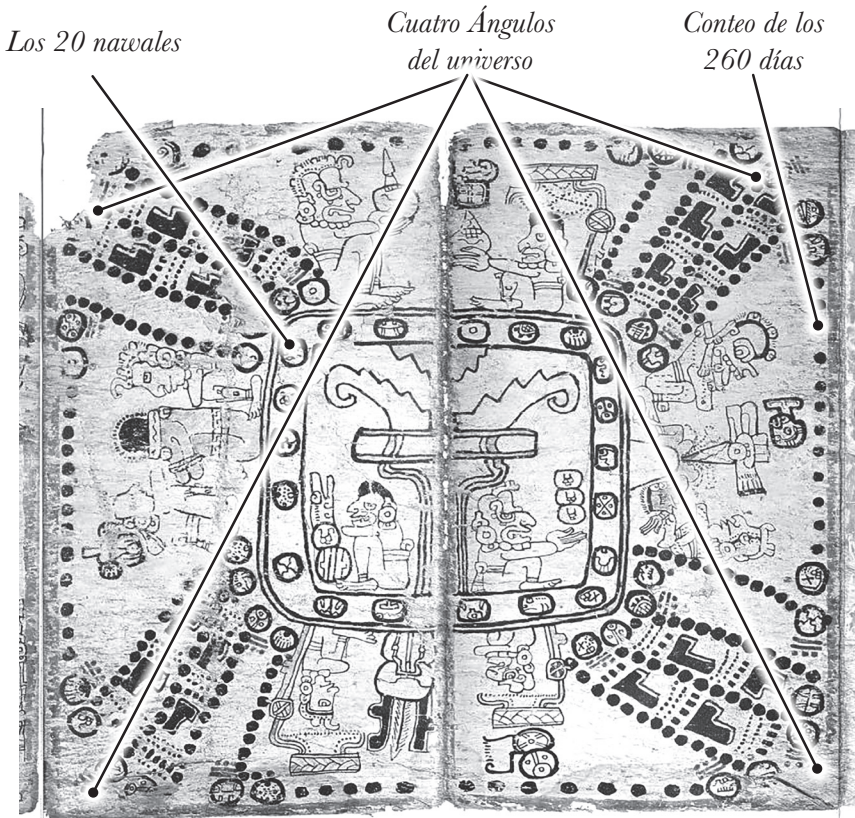 Los 20 nawales
Cuatro Ángulos
del universo
Conteo de los
260 días